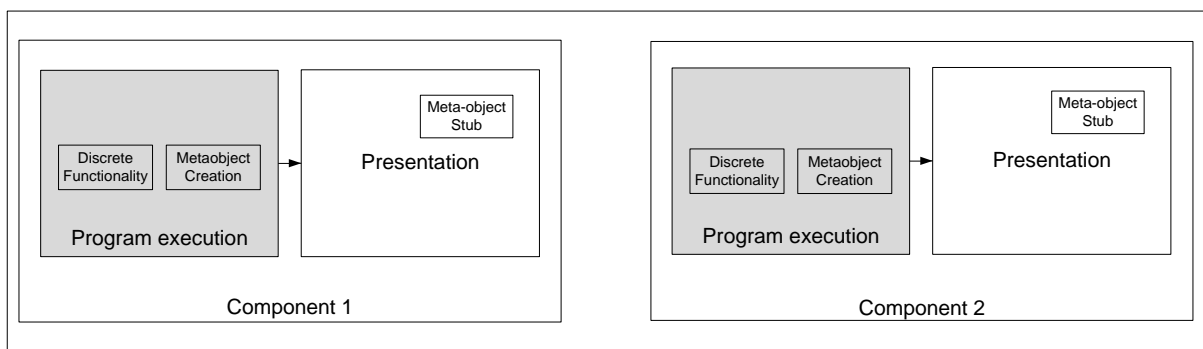 Meta-object
Stub
Presentation
Discrete
Functionality
Metaobject
Creation
Program execution
Component 1
Meta-object
Stub
Presentation
Discrete
Functionality
Metaobject
Creation
Program execution
Component 2